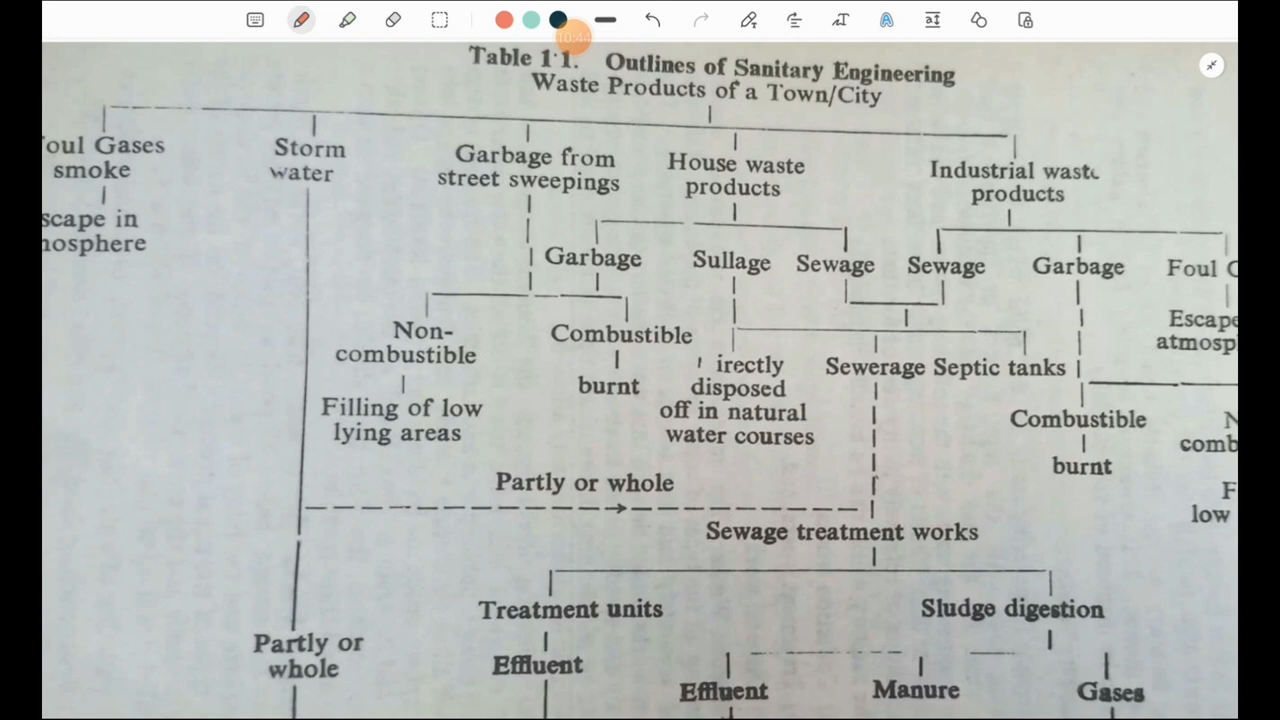 10:44
Table 1·1. Outlines of Sanitary Engineering
Waste Products of a Town/City
oul Gases
smoke
scape in
nosphere
Storm
water
Garbage from
street sweepings
House waste
products
Industrial waste
products
Garbage
Sullage
Sewage
Sewage
Garbage
Foul G
Escape
atmosp
Non-
combustible
Filling of low
lying areas
Combustible
burnt
irectly
disposed
off in natural
water courses
Sewerage
Septic tanks
Combustible
burnt
N
comb
F
low
Partly or whole
Sewage treatment works
Treatment units
Sludge digestion
Partly or
whole
Effluent
Effluent
Manure
Gases